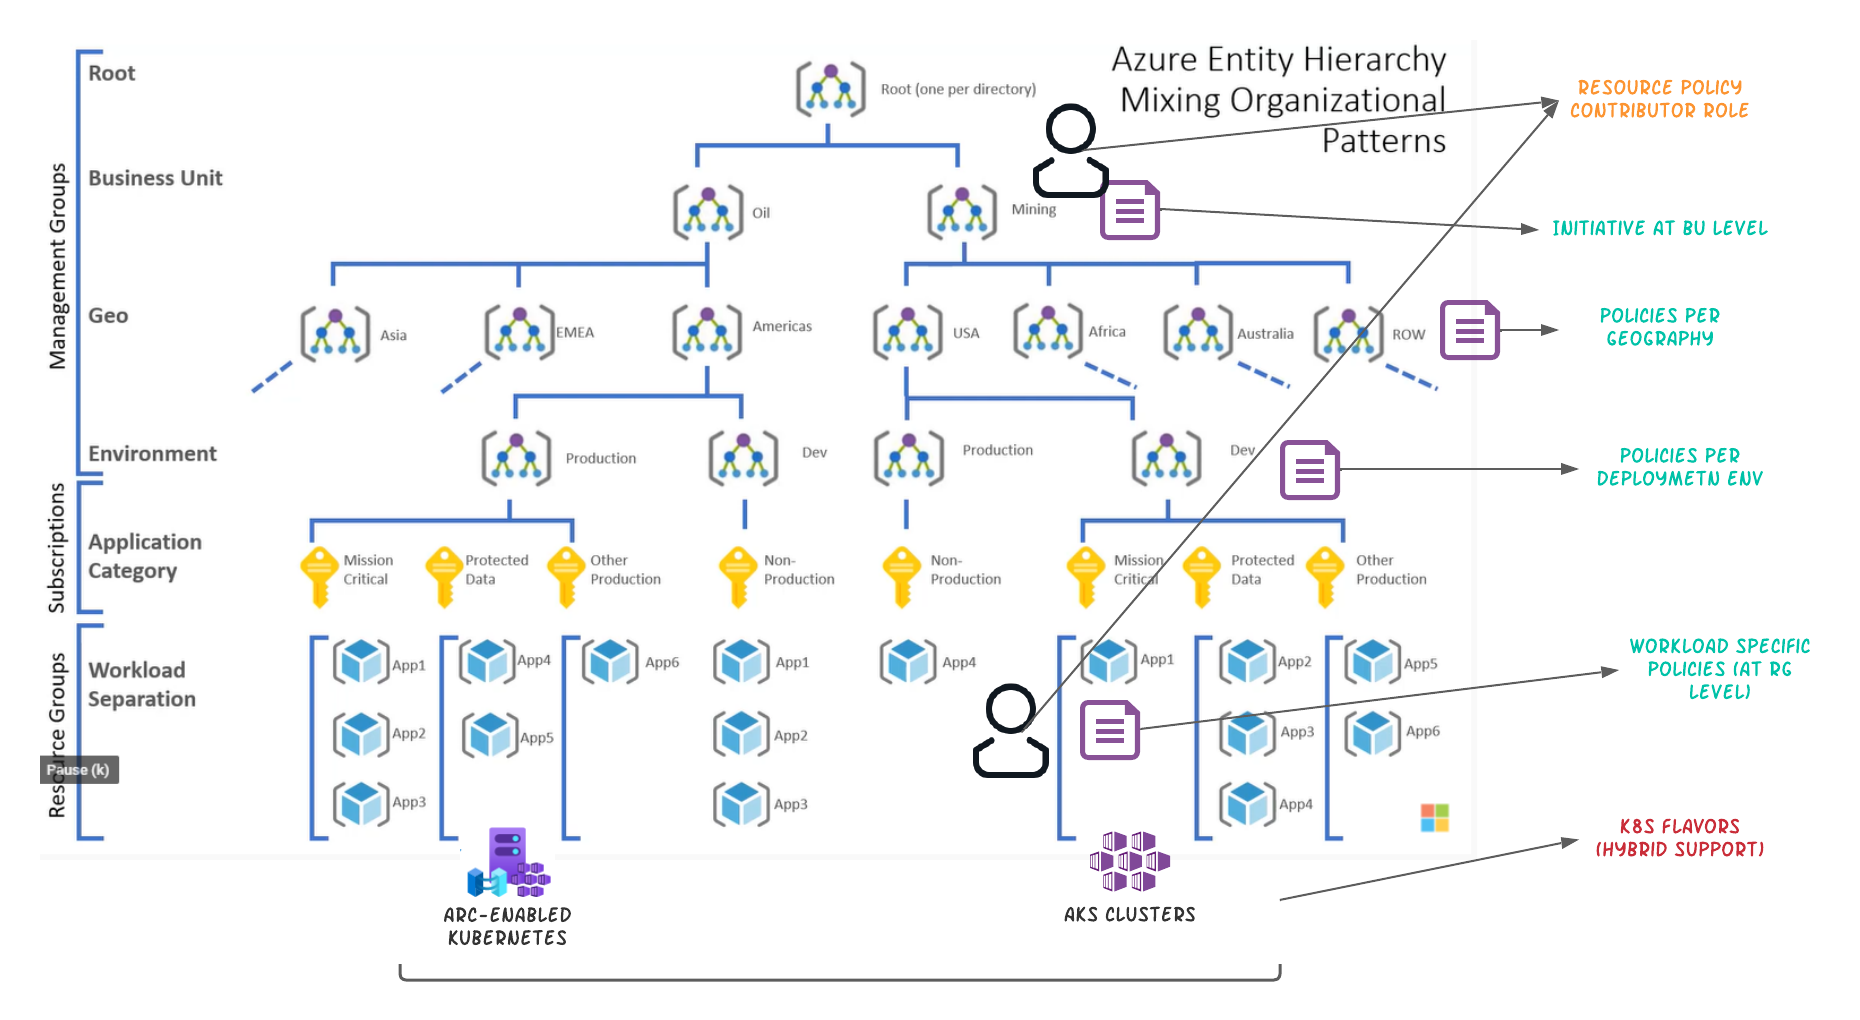 Azure Entity Hierarchy
Mixing Organizational
Patterns
Management Groups
Root
Root (one per directory)
RESOURCE POLICY
CONTRIBUTOR ROLE
Business Unit
Oil
Mining
INITIATIVE AT BU LEVEL
Geo
Asia
EMEA
Americas
USA
Africa
Australia
ROW
POLICIES PER
GEOGRAPHY
Environment
Production
Dev
Production
Dev
POLICIES PER
DEPLOYMETN ENV
Subscriptions
Application
Category
Mission
Critical
Protected
Data
Other
Production
Non-
Production
Non-
Production
Mission
Critical
Protected
Data
Other
Production
Resource Groups
Workload
Separation
App1
App4
App6
App1
App4
App1
App2
App5
WORKLOAD SPECIFIC
POLICIES (AT RG
LEVEL)
App2
App5
App2
App3
App6
Pause (k)
App3
App3
App4
K8S FLAVORS
(HYBRID SUPPORT)
ARC-ENABLED
KUBERNETES
AKS CLUSTERS